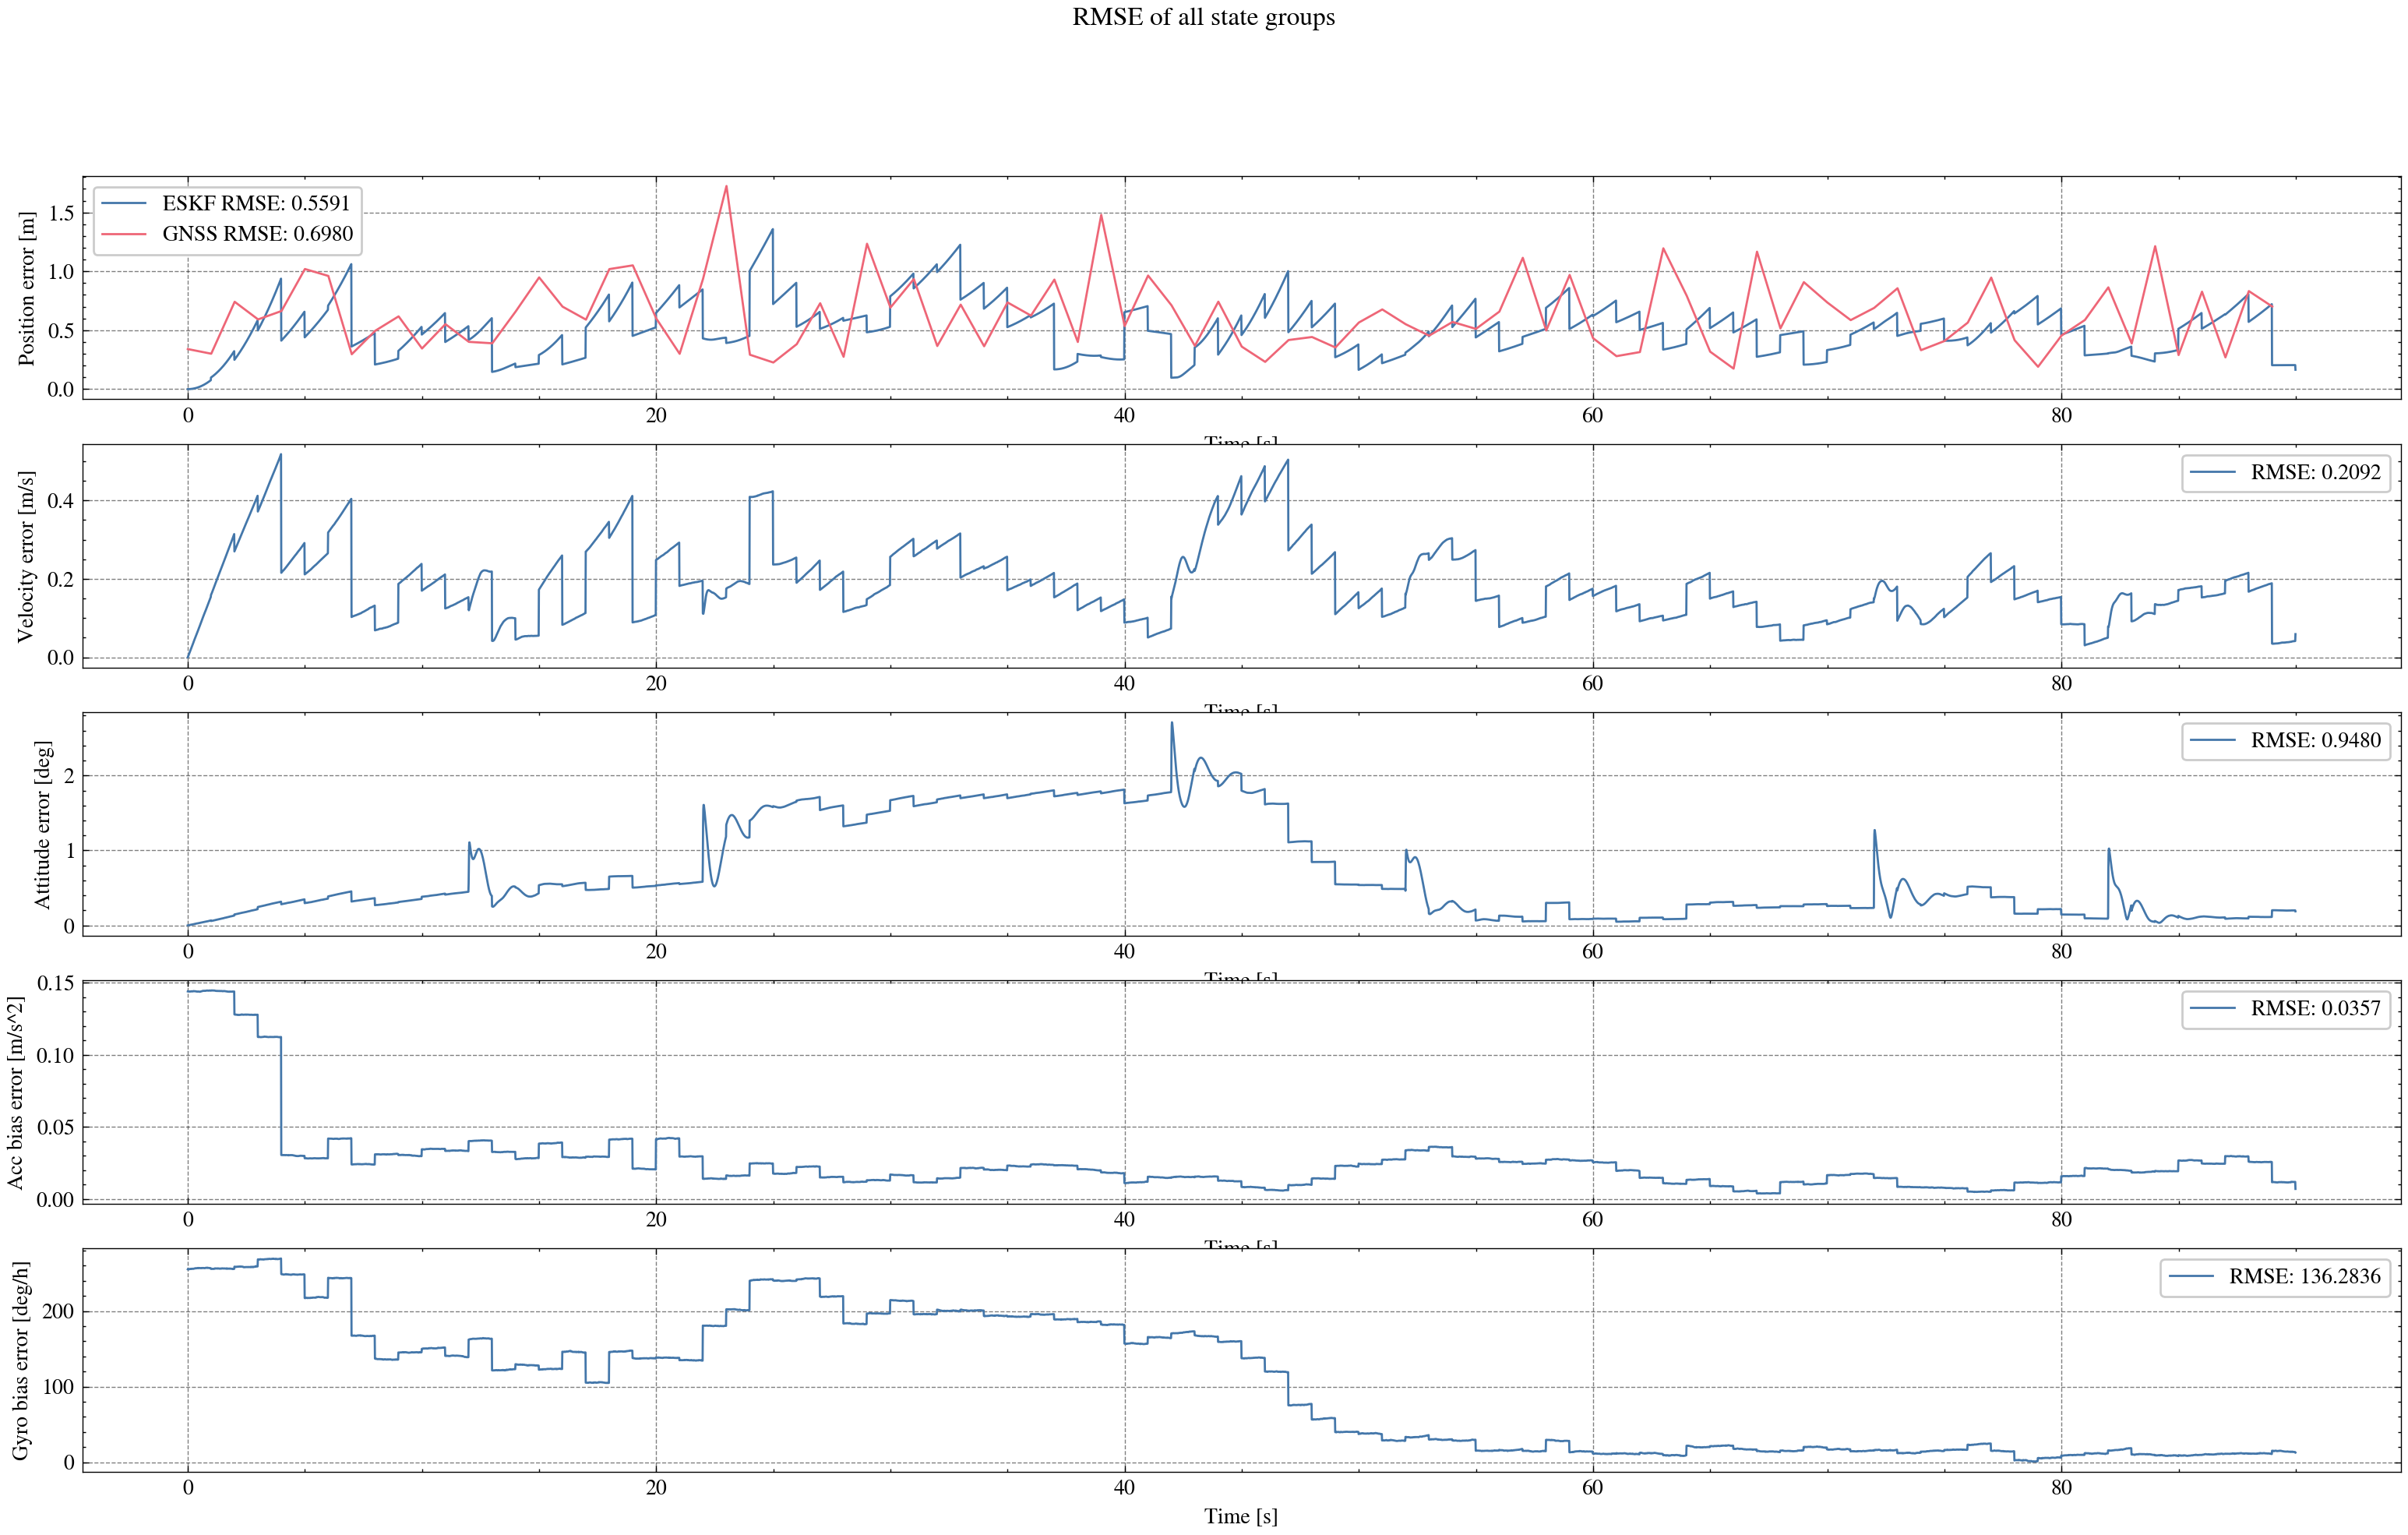 RMSE of all state groups
Position error [m]
1.5
1.0
0.5
0.0
ESKF RMSE: 0.5591
GNSS RMSE: 0.6980
0 20 40 60 80
Time [s]
Velocity error [m/s]
0.4
0.2
0.0
RMSE: 0.2092
0 20 40 60 80
Time [s]
Attitude error [deg]
2
1
0
RMSE: 0.9480
0 20 40 60 80
Time [s]
Acc bias error [m/s^2]
0.15
0.10
0.05
0.00
RMSE: 0.0357
0 20 40 60 80
Time [s]
Gyro bias error [deg/h]
200
100
0
RMSE: 136.2836
0 20 40 60 80
Time [s]